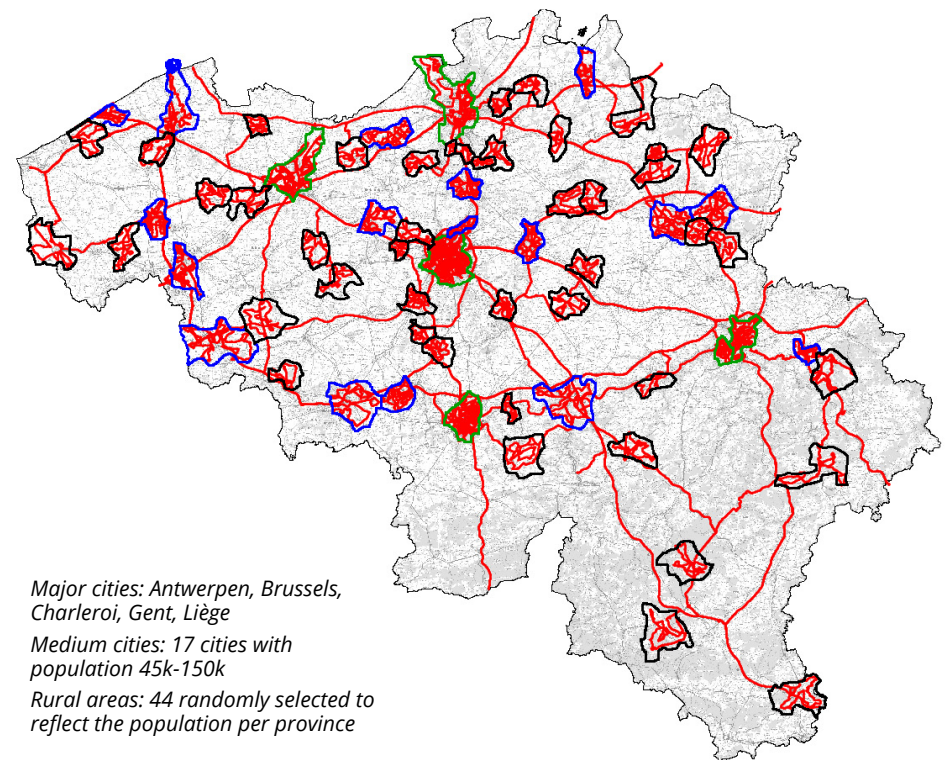 Major cities: Antwerpen, Brussels,
Charleroi, Gent, Liège
Medium cities: 17 cities with
population 45k-150k
Rural areas: 44 randomly selected to
reflect the population per province